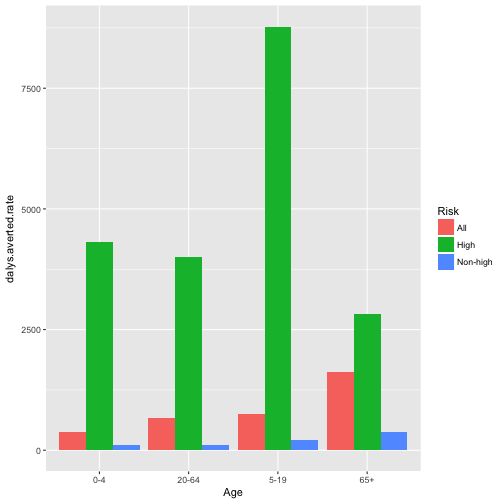 dalys.averted.rate
7500
5000
2500
0
0-4
20-64
5-19
65+
Age
Risk
All
High
Non-high